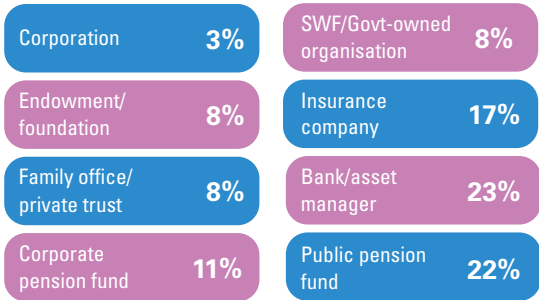 Corporation 3%
Endowment/
foundation 8%
Family office/
private trust 8%
Corporate
pension fund 11%
SWF/Govt-owned
organisation 8%
Insurance
company 17%
Bank/asset
manager 23%
Public pension
fund 22%